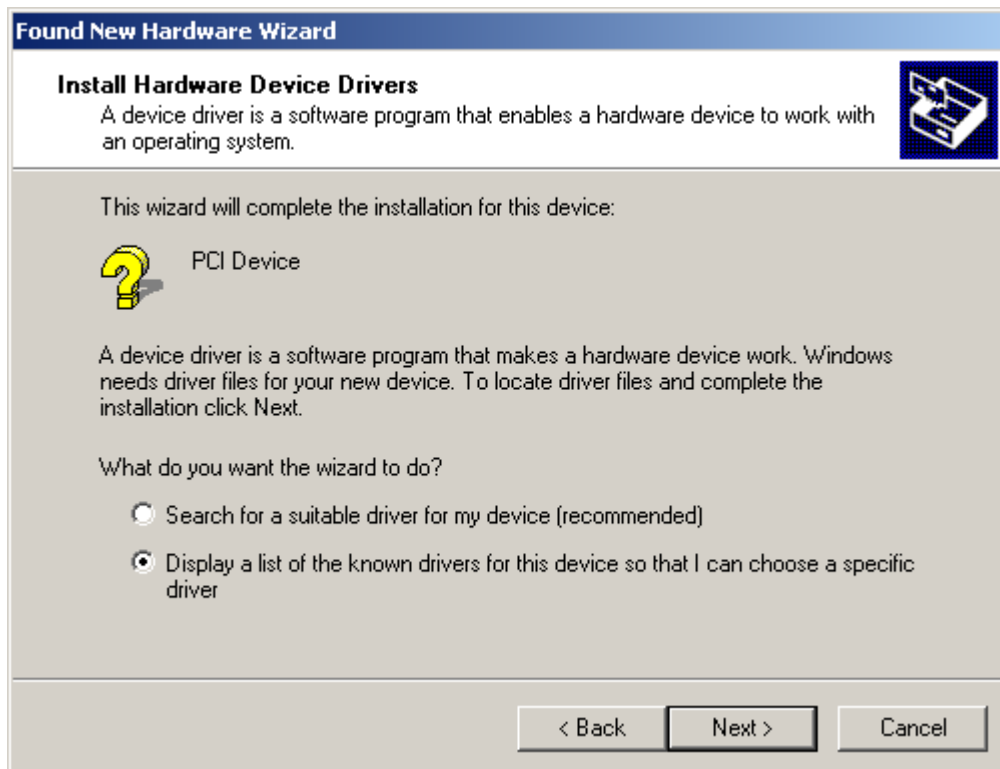 Found New Hardware Wizard
Install Hardware Device Drivers
A device driver is a software program that enables a hardware device to work with
an operating system.
This wizard will complete the installation for this device:
PCI Device
A device driver is a software program that makes a hardware device work. Windows
needs driver files for your new device. To locate driver files and complete the
installation click Next.
What do you want the wizard to do?
Search for a suitable driver for my device (recommended)
Display a list of the known drivers for this device so that I can choose a specific
driver
< Back Next > Cancel